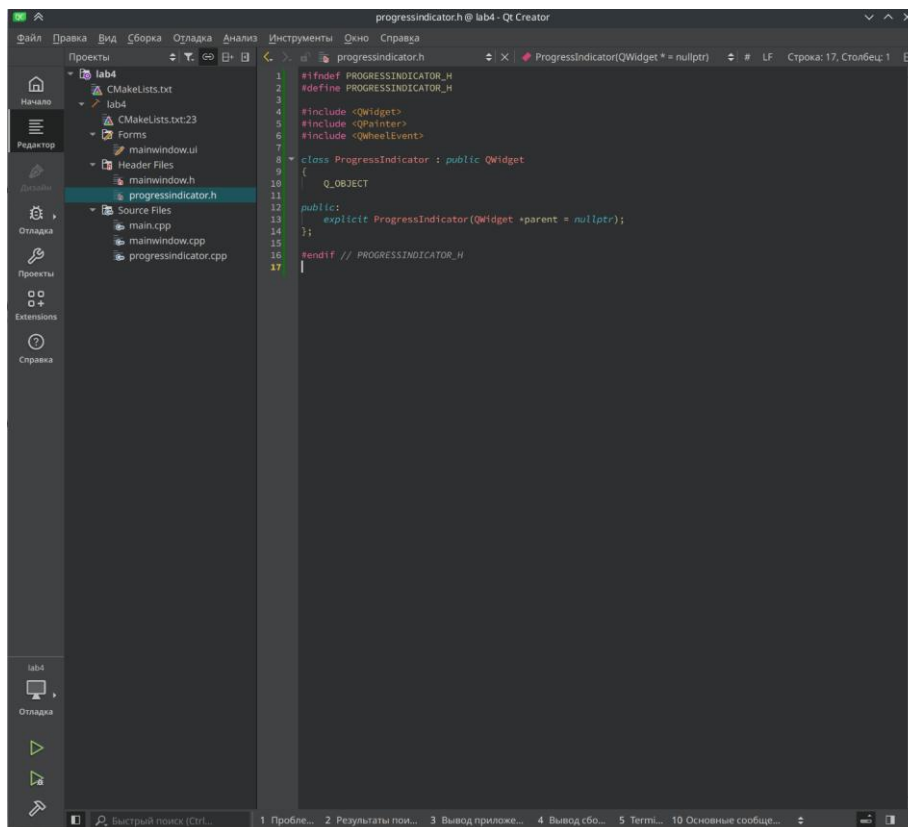 progressindicator.h @ lab4 - Qt Creator
Файл Правка Вид Сборка Отладка Анализ Инструменты Окно Справка
Проекты
progressindicator.h
ProgressIndicator(QWidget * = nullptr)
# LF Строка: 17, Столбец: 1
Начало
Редактор
Дизайн
Отладка
Проекты
Extensions
Справка
lab4
CMakeLists.txt
lab4
CMakeLists.txt:23
Forms
mainwindow.ui
Header Files
mainwindow.h
progressindicator.h
Source Files
main.cpp
mainwindow.cpp
progressindicator.cpp
1 #ifndef PROGRESSINDICATOR_H
2 #define PROGRESSINDICATOR_H
3
4 #include <QWidget>
5 #include <QPainter>
6 #include <QWheelEvent>
7
8 class ProgressIndicator : public QWidget
9 {
10 Q_OBJECT
11
12 public:
13 explicit ProgressIndicator(QWidget *parent = nullptr);
14 };
15
16 #endif // PROGRESSINDICATOR_H
17
lab4
Отладка
Быстрый поиск (Ctrl...
1 Пробле... 2 Результаты пои... 3 Вывод приложе... 4 Вывод сбо... 5 Termi... 10 Основные сообще...